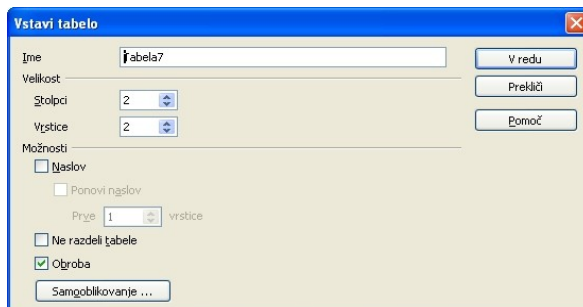 Vstavi tabelo
Ime Tabela7
V redu
Velikost
Prekliči
Stolpci 2
Pomoč
Vrstice 2
Možnosti
Naslov
Ponovi naslov
Prve 1 vrstice
Ne razdeli tabele
Obroba
Samooblikovanje ...